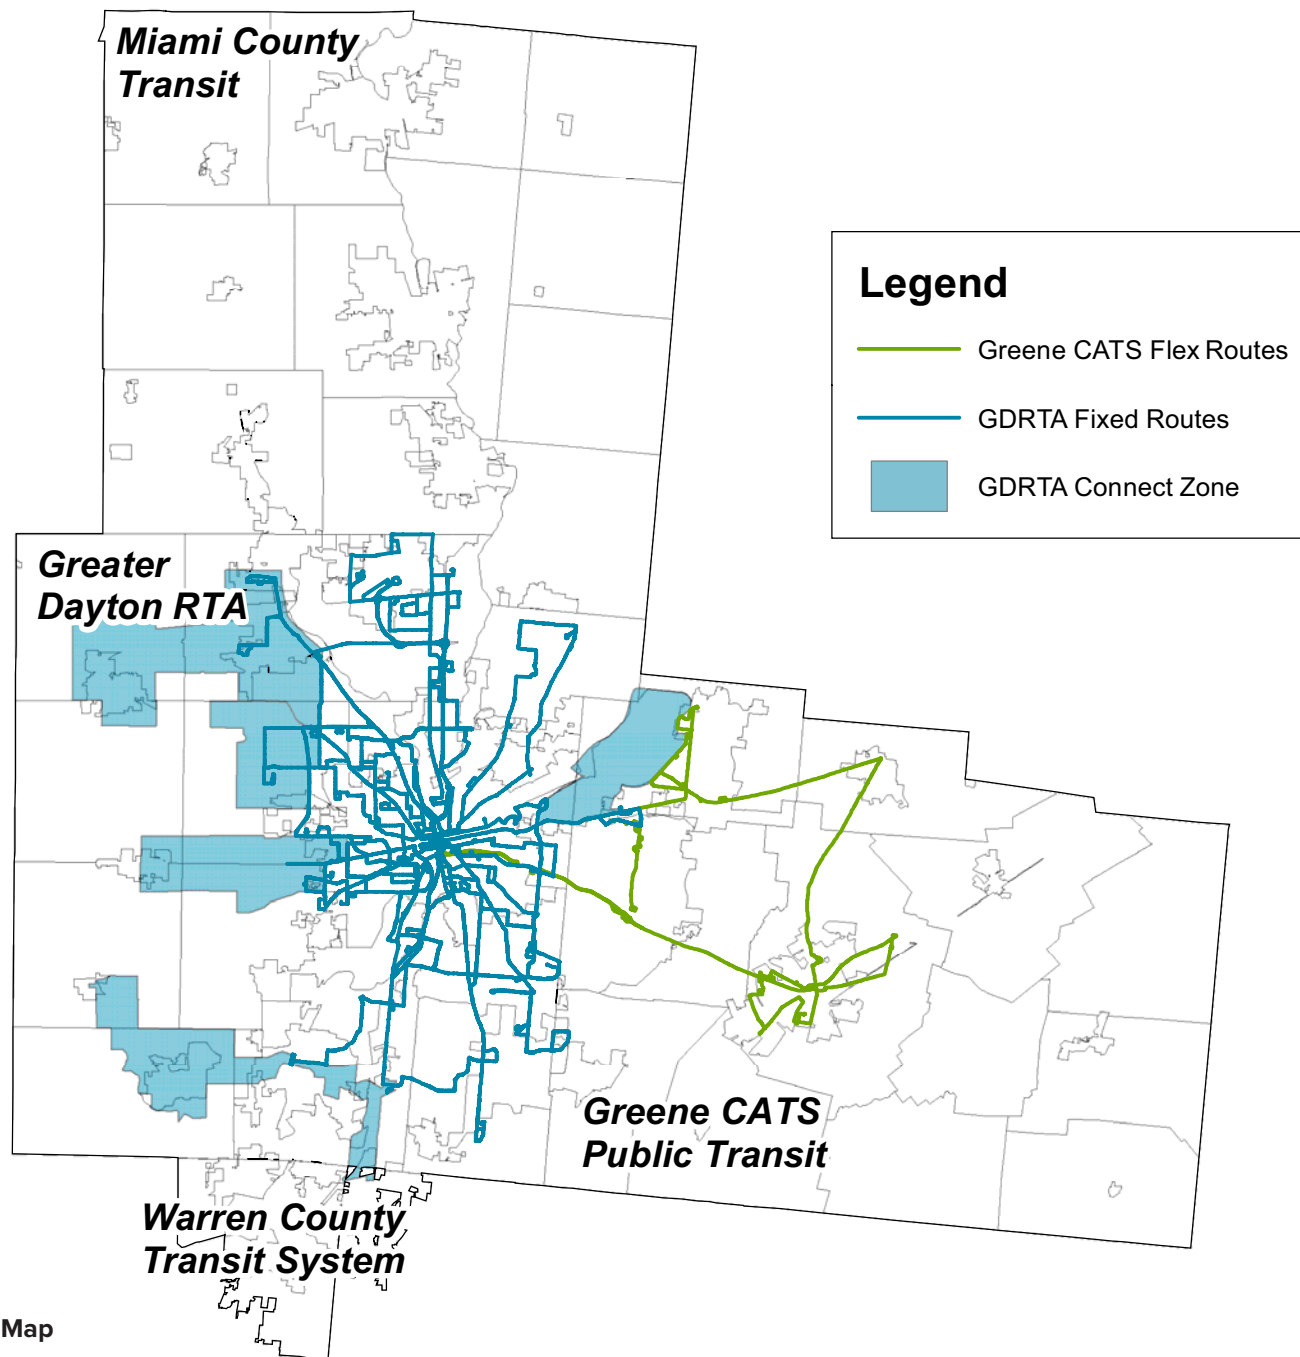 Miami County
Transit
Legend
Greene CATS Flex Routes
GDRTA Fixed Routes
GDRTA Connect Zone
Greater
Dayton RTA
Greene CATS
Public Transit
Warren County
Transit System
Map